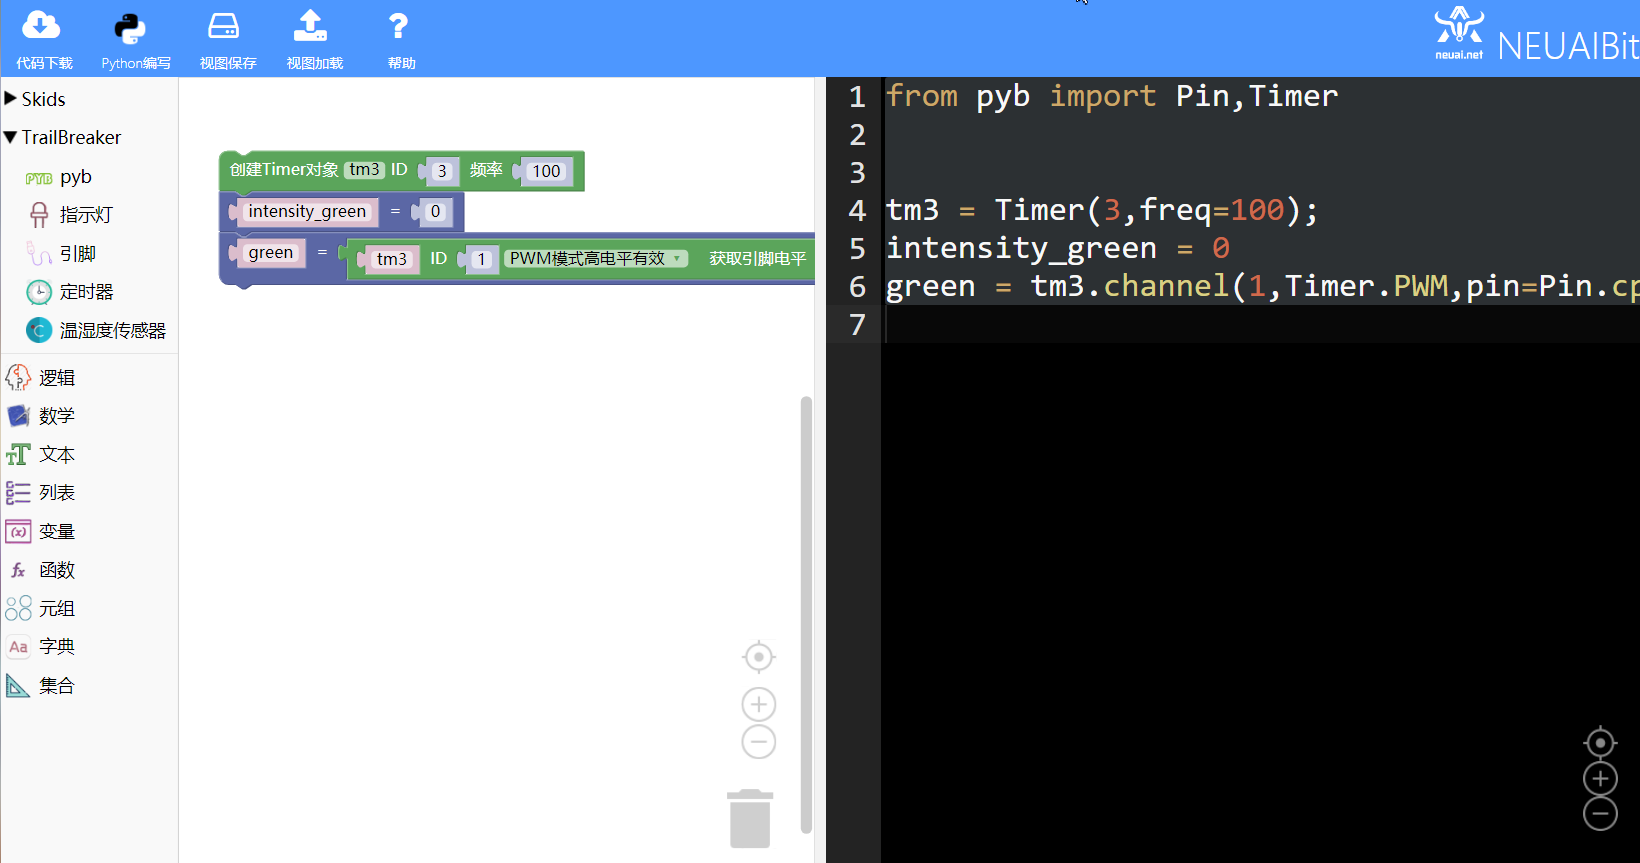 代码下载 Python编写 视图保存 视图加载 帮助
neuai.net NEUAIBit
Skids
TrailBreaker
PYB pyb
指示灯
引脚
定时器
C 温湿度传感器
逻辑
数学
TT 文本
列表
(x) 变量
fx 函数
元组
Aa 字典
集合
创建Timer对象 tm3 ID 3 频率 100
intensity_green = 0
green = tm3 ID 1 PWM模式高电平有效 获取引脚电平
1 from pyb import Pin,Timer
2
3
4 tm3 = Timer(3,freq=100);
5 intensity_green = 0
6 green = tm3.channel(1,Timer.PWM,pin=Pin.cp
7